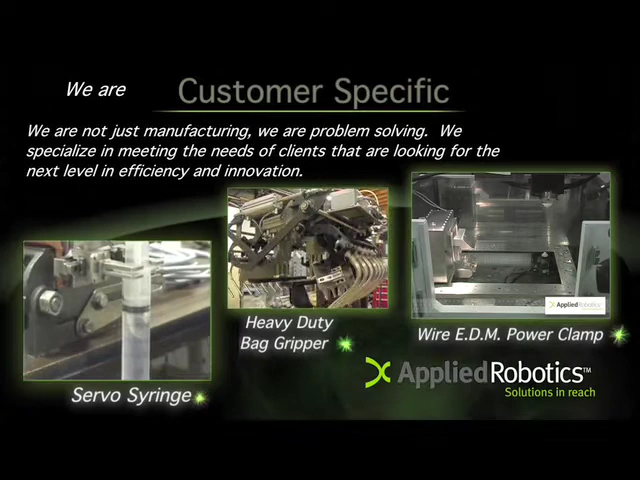 We are Customer Specific
We are not just manufacturing, we are problem solving. We
specialize in meeting the needs of clients that are looking for the
next level in efficiency and innovation.
AppliedRobotics
Heavy Duty
Bag Gripper
Wire E.D.M. Power Clamp
Servo Syringe
AppliedRobotics™
Solutions in reach